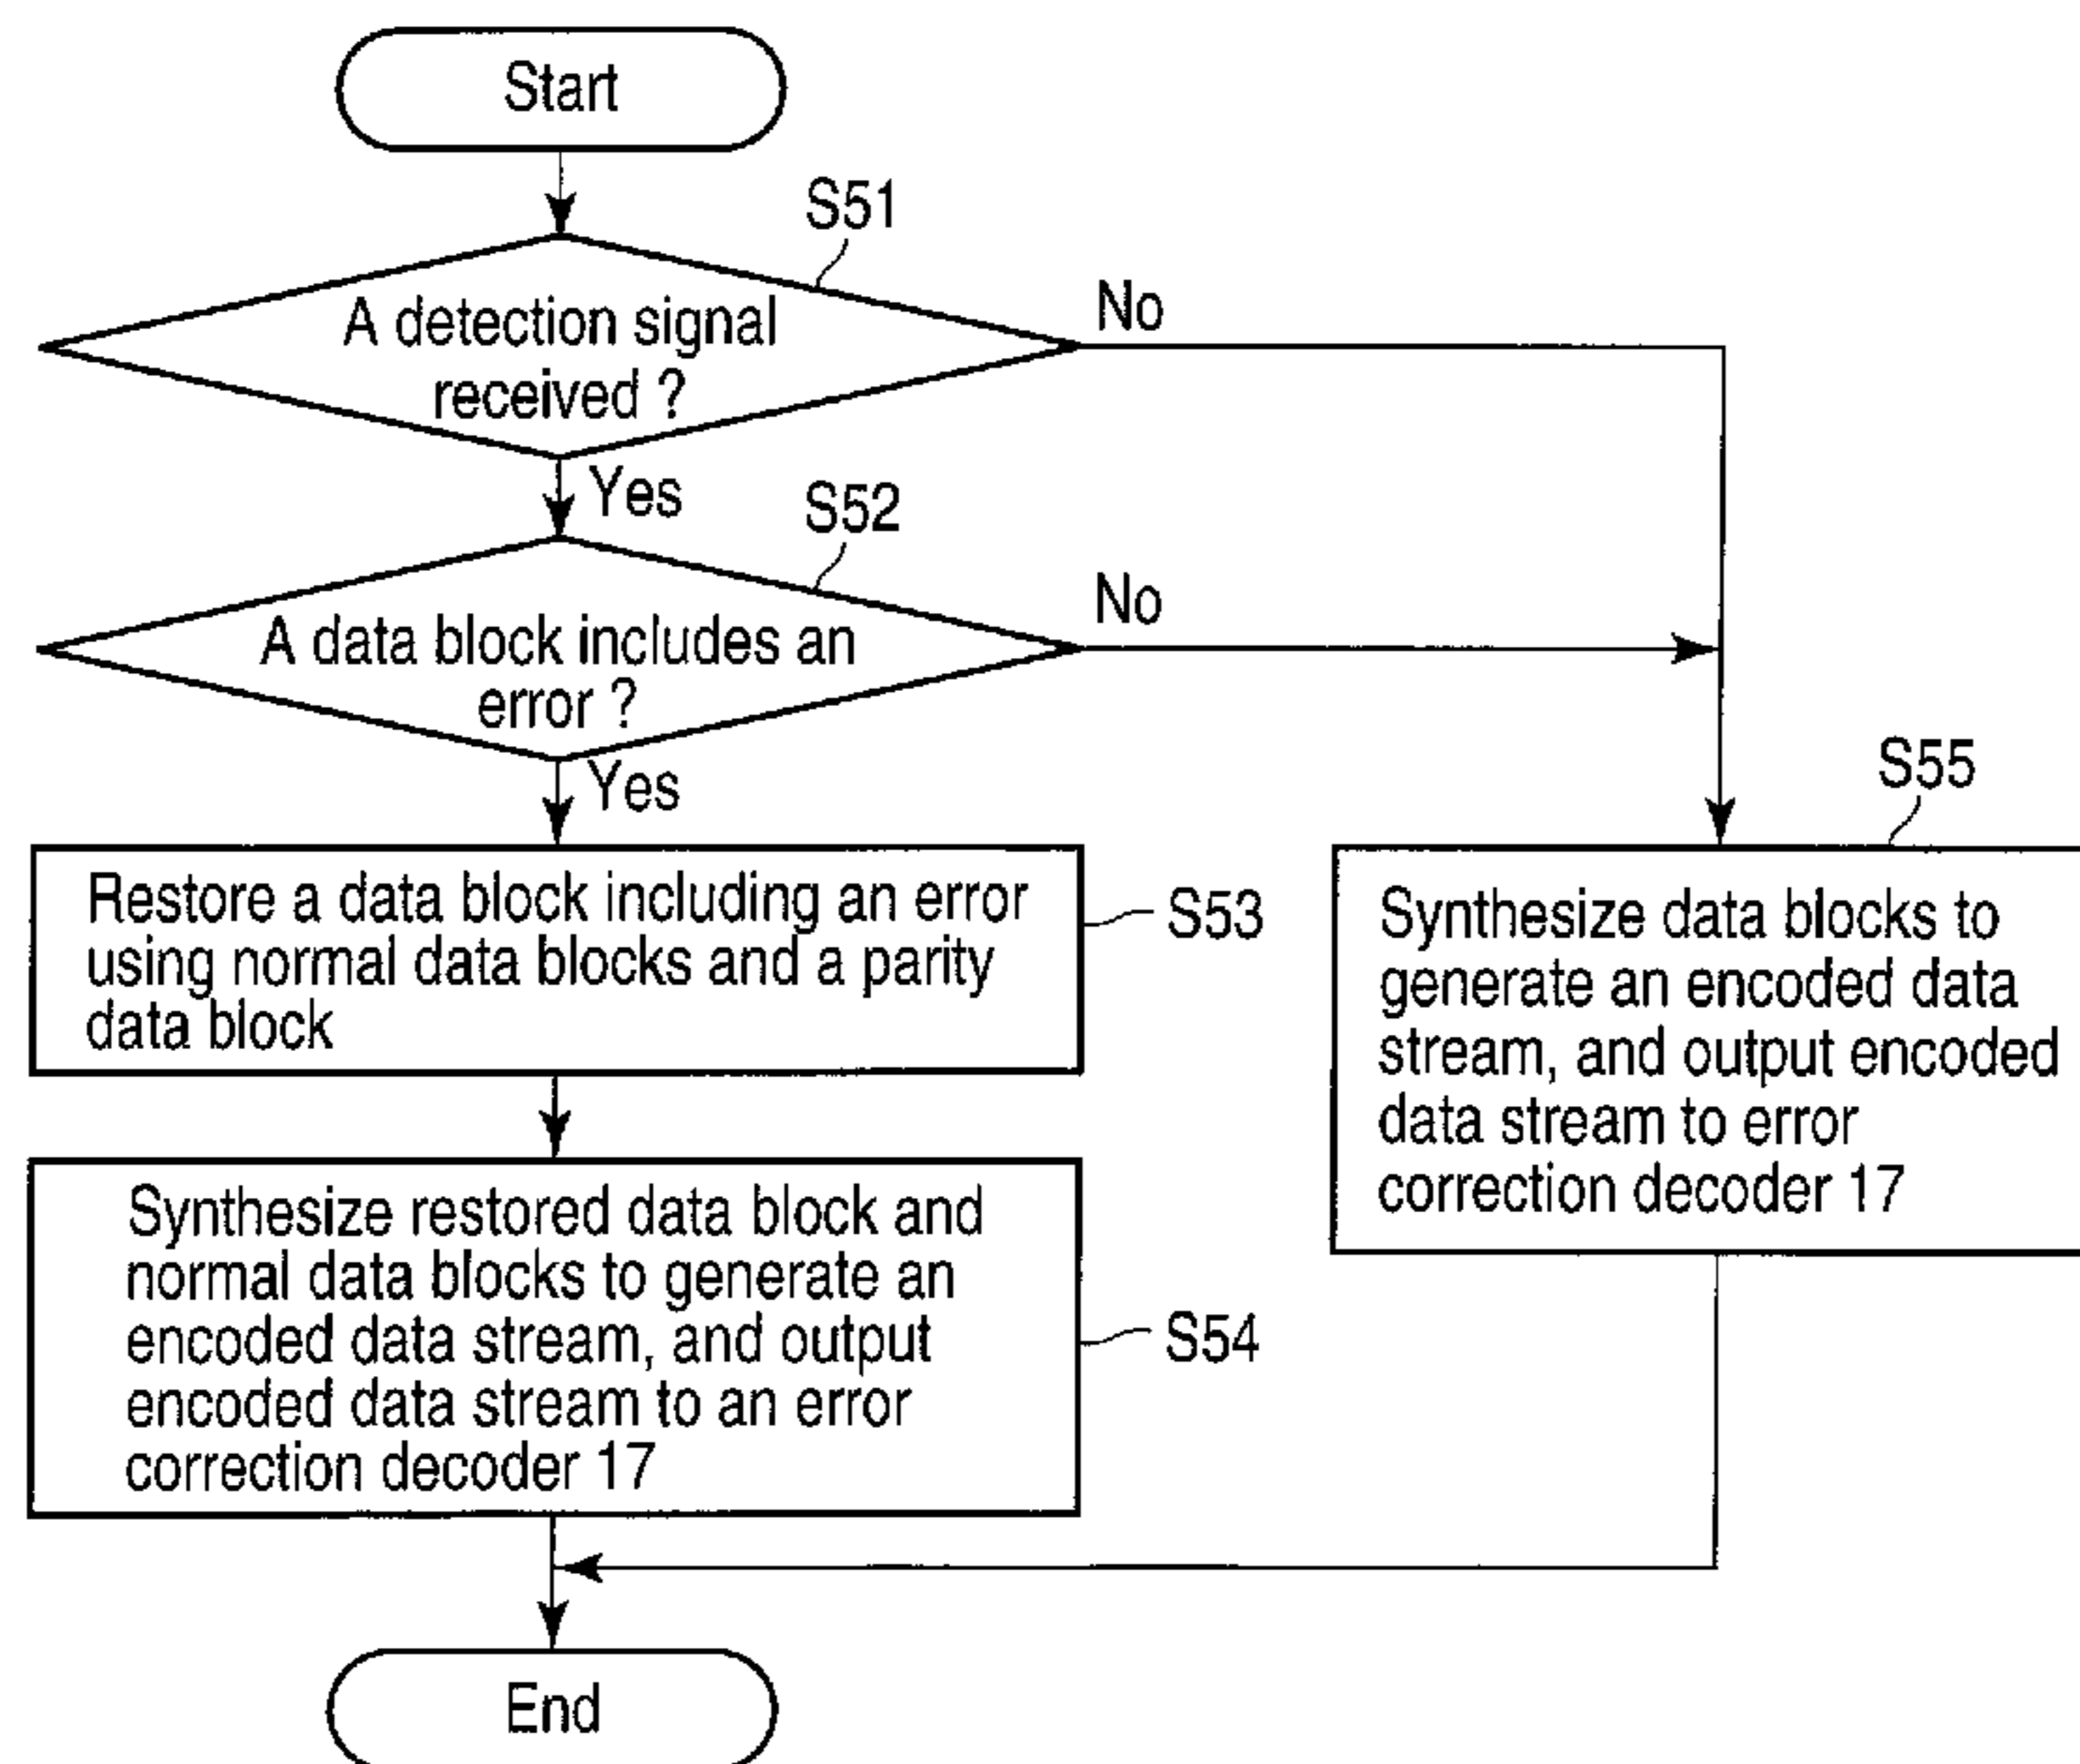 Start
S51
A detection signal
received ?
No
Yes
S52
A data block includes an
error ?
No
Yes
Restore a data block including an error
using normal data blocks and a parity
data block
S53
S55
Synthesize data blocks to
generate an encoded data
stream, and output encoded
data stream to error
correction decoder 17
Synthesize restored data block and
normal data blocks to generate an
encoded data stream, and output
encoded data stream to an error
correction decoder 17
S54
End